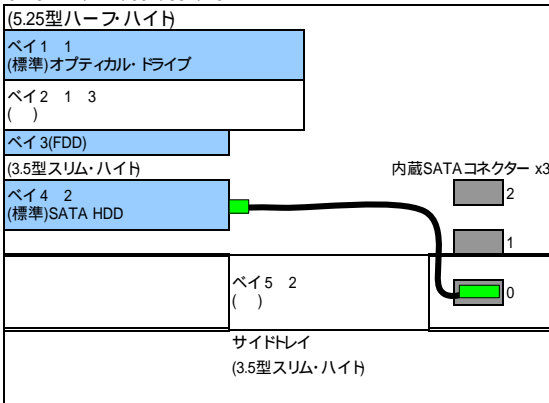 (5.25型ハーフ・ハイト)
ベイ1 1
(標準)オプティカル・ドライブ
ベイ2 1 3
( )
ベイ3(FDD)
(3.5型スリム・ハイト)
内蔵SATAコネクター x3
ベイ4 2
(標準)SATA HDD
2
1
ベイ5 2
( )
0
サイドトレイ
(3.5型スリム・ハイト)